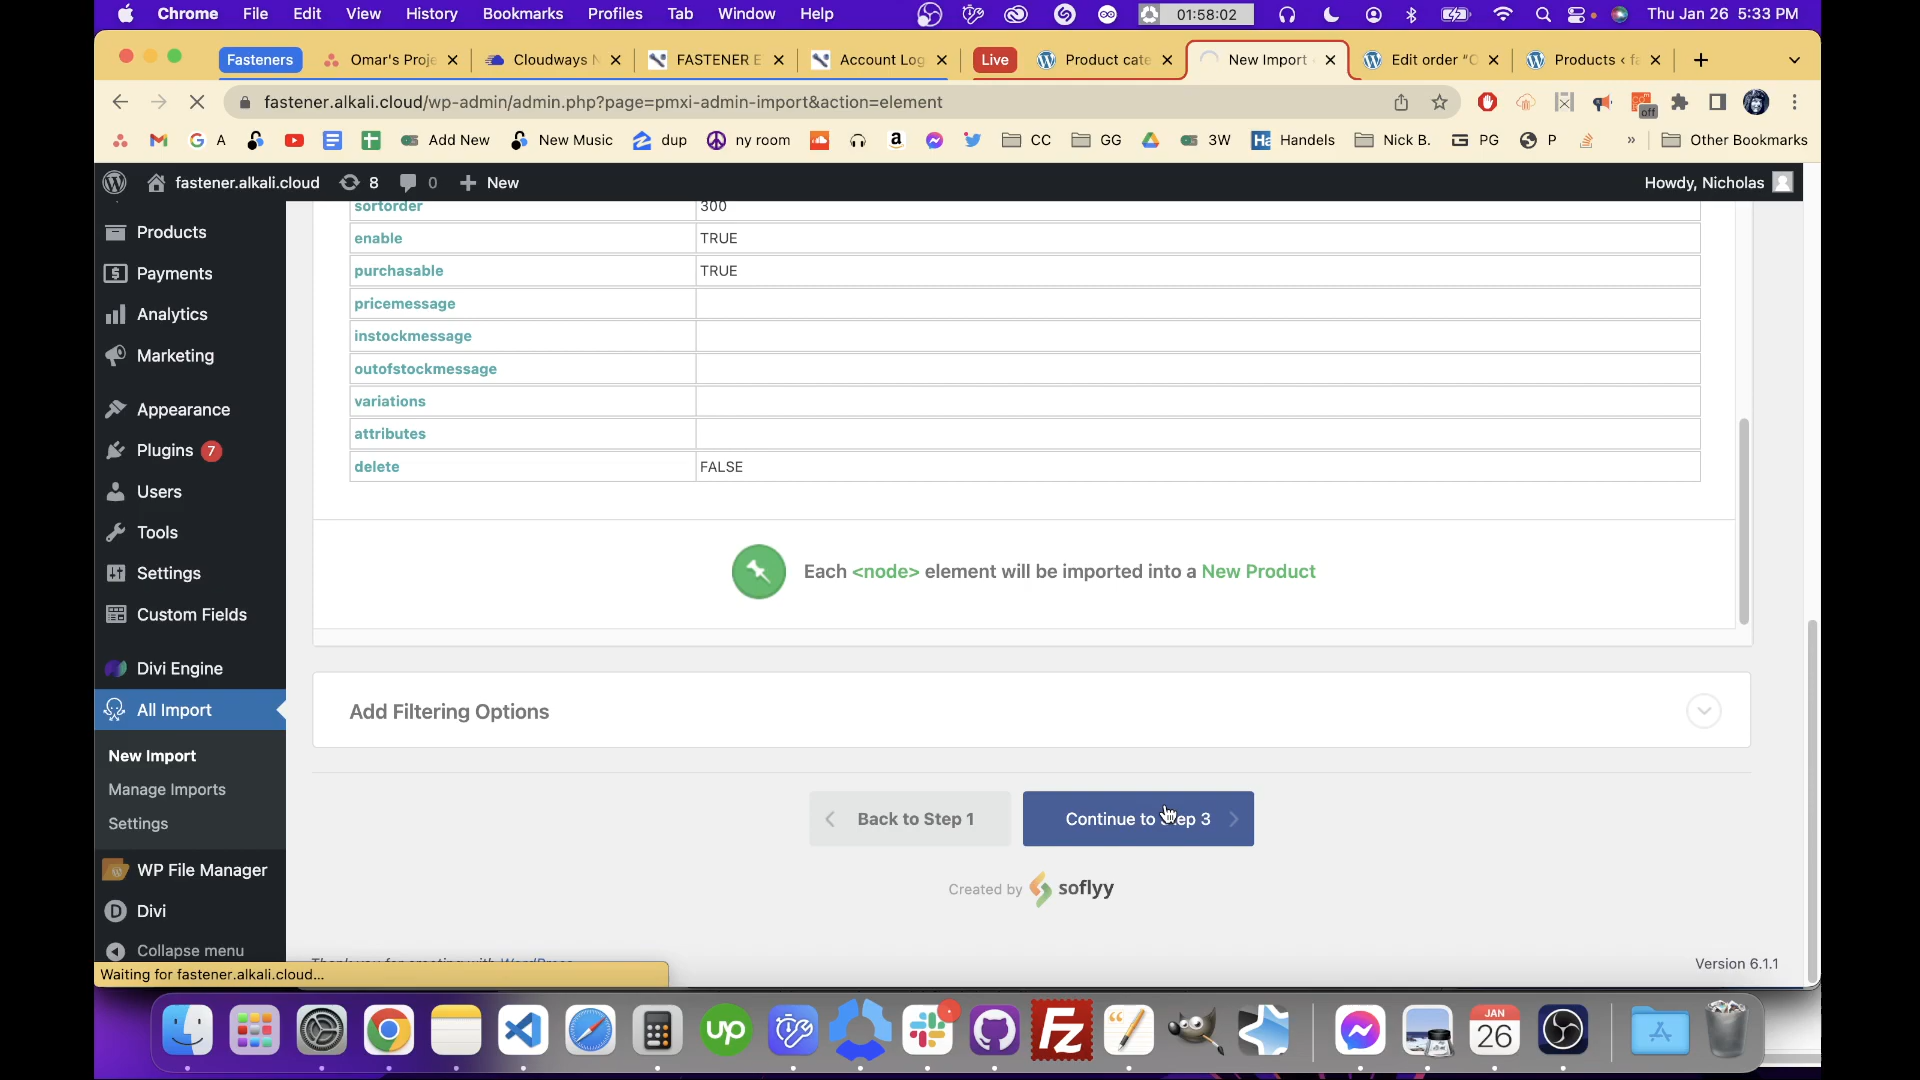 Chrome File Edit View History Bookmarks Profiles Tab Window Help 01:58:02 Thu Jan 26 5:33 PM
Fasteners Omar's Proje Cloudways FASTENER E Account Log Live Product cate New Import Edit order "O Products ‹ fa
fastener.alkali.cloud/wp-admin/admin.php?page=pmxi-admin-import&action=element
off
A Add New New Music dup ny room a CC GG 3W Ha Handels Nick B. PG P » Other Bookmarks
fastener.alkali.cloud 8 0 New Howdy, Nicholas
Products
Payments
Analytics
Marketing
Appearance
Plugins 7
Users
Tools
Settings
Custom Fields
Divi Engine
All Import
New Import
Manage Imports
Settings
WP File Manager
D Divi
Collapse menu
sortorder 300
enable TRUE
purchasable TRUE
pricemessage
instockmessage
outofstockmessage
variations
attributes
delete FALSE
Each <node> element will be imported into a New Product
Add Filtering Options
Back to Step 1
Continue to Step 3
Created by soflyy
Version 6.1.1
Waiting for fastener.alkali.cloud...
up Fz JAN 26